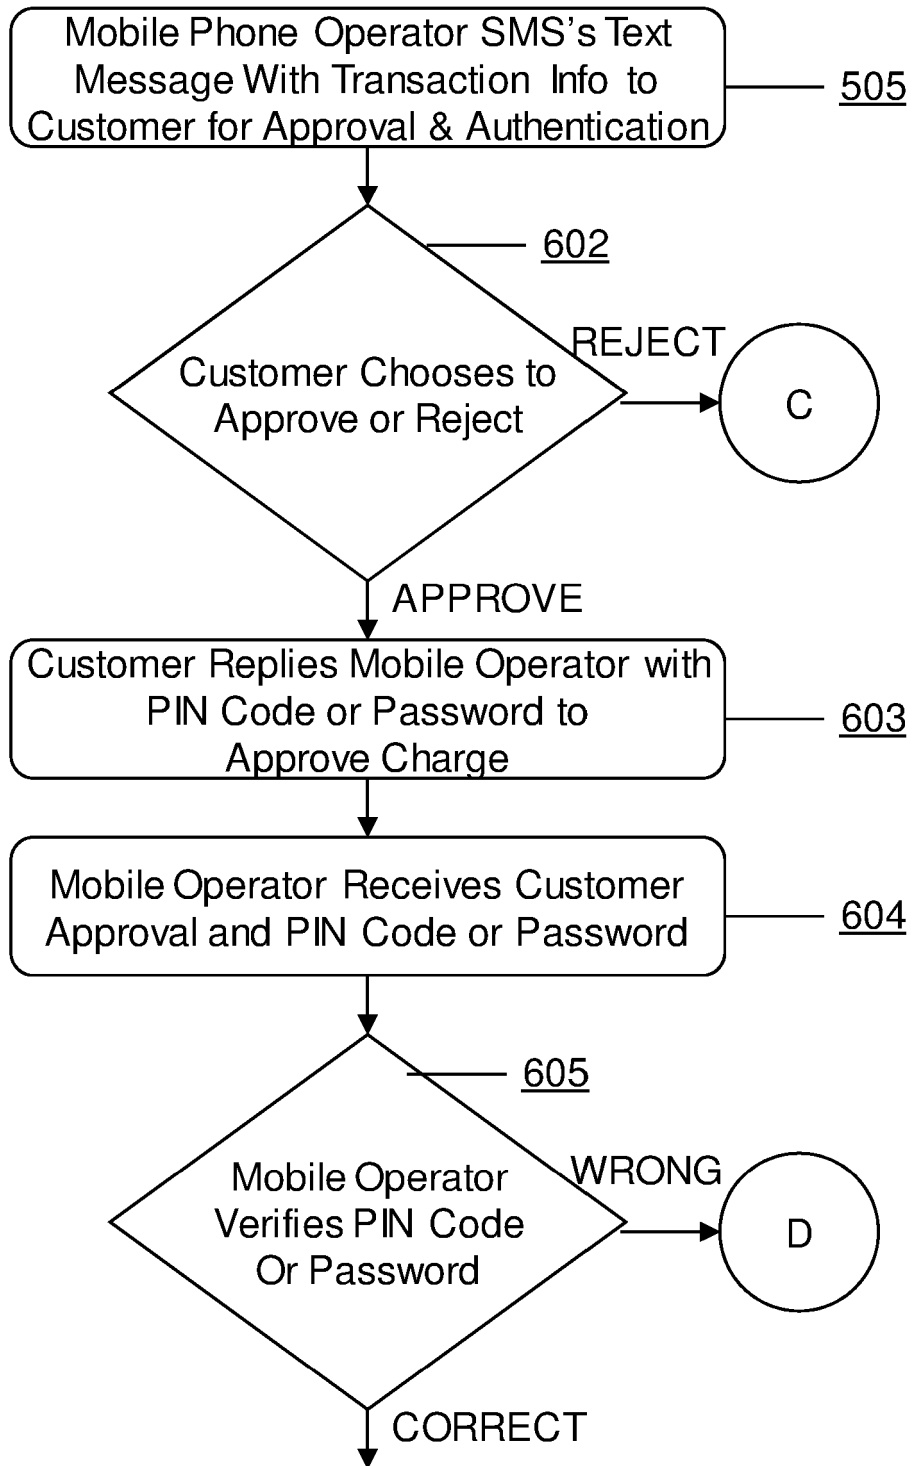 Mobile Phone Operator SMS's Text
Message With Transaction Info to
Customer for Approval & Authentication
505
602
REJECT
Customer Chooses to
Approve or Reject
C
APPROVE
Customer Replies Mobile Operator with
PIN Code or Password to
Approve Charge
603
Mobile Operator Receives Customer
Approval and PIN Code or Password
604
605
WRONG
Mobile Operator
Verifies PIN Code
Or Password
D
CORRECT